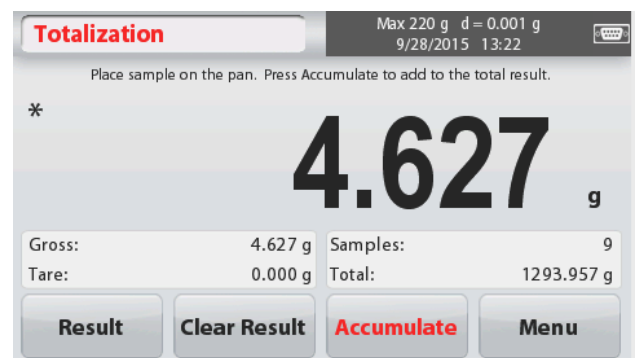 Totalization
Max 220 g d = 0.001 g
9/28/2015 13:22
Place sample on the pan. Press Accumulate to add to the total result.
*
4.627 g
Gross: 4.627 g Samples: 9
Tare: 0.000 g Total: 1293.957 g
Result Clear Result Accumulate Menu